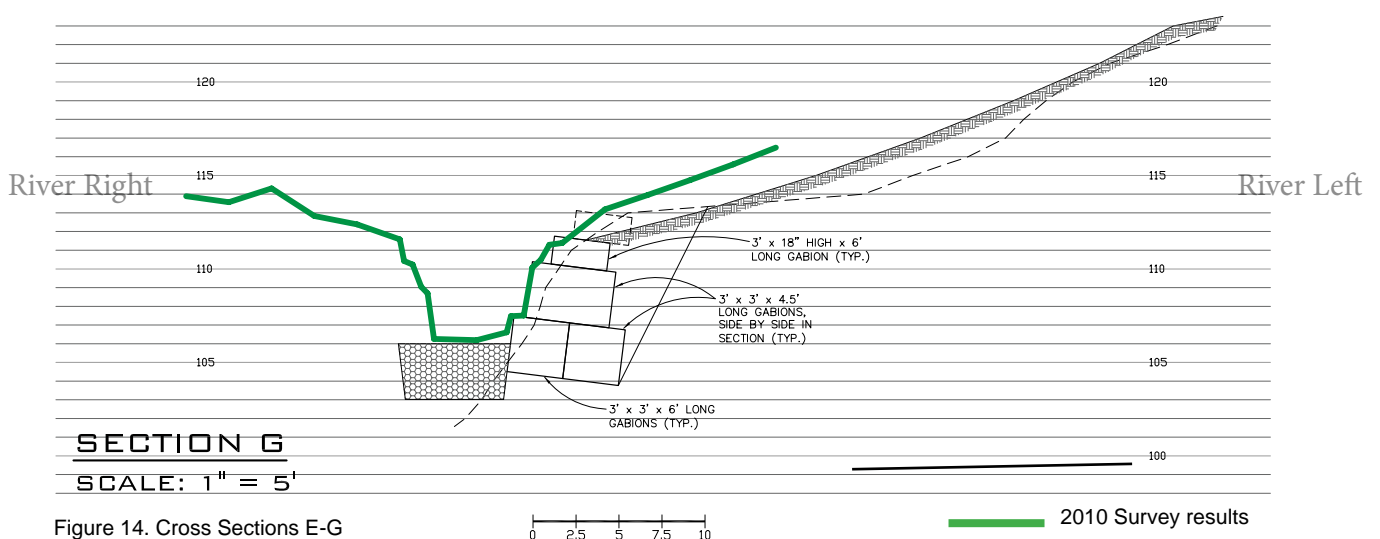 120
120
River Right
115
115
River Left
3' x 18" HIGH x 6'
LONG GABION (TYP.)
110
110
3' x 3' x 4.5'
LONG GABIONS,
SIDE BY SIDE IN
SECTION (TYP.)
105
105
3' x 3' x 6' LONG
GABIONS (TYP.)
SECTION G
100
SCALE: 1" = 5'
Figure 14. Cross Sections E-G
0 2.5 5 7.5 10
2010 Survey results